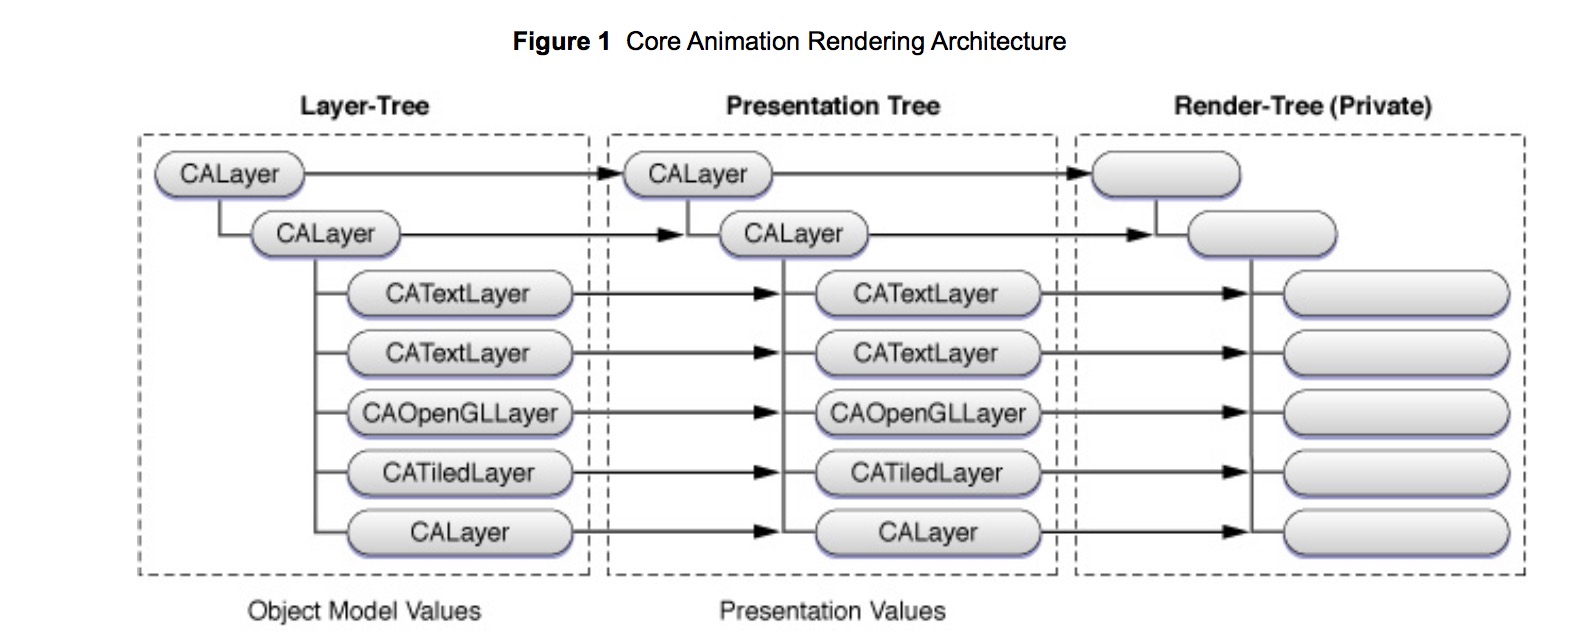 Figure 1 Core Animation Rendering Architecture
Layer-Tree
Presentation Tree
Render-Tree (Private)
CALayer
CALayer
CALayer
CALayer
CATextLayer
CATextLayer
CATextLayer
CATextLayer
CAOpenGLLayer
CAOpenGLLayer
CATiledLayer
CATiledLayer
CALayer
CALayer
Object Model Values
Presentation Values